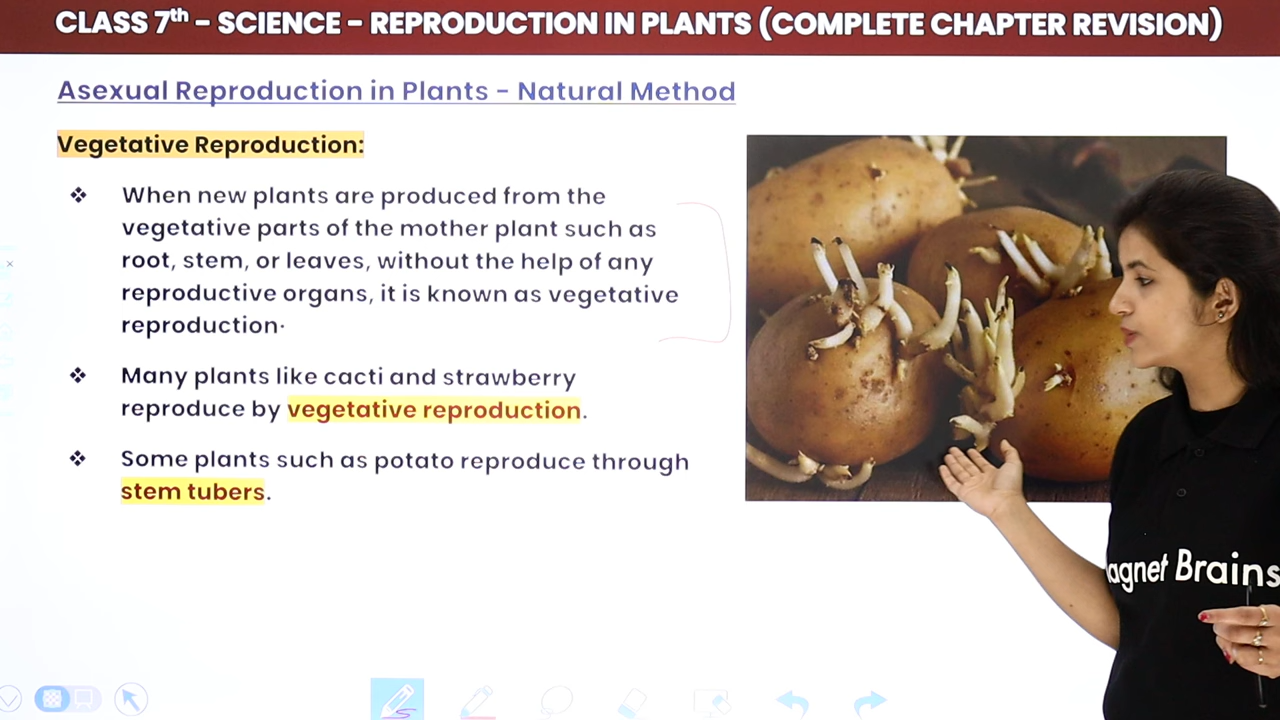 CLASS 7th – SCIENCE – REPRODUCTION IN PLANTS (COMPLETE CHAPTER REVISION)
Asexual Reproduction in Plants – Natural Method
Vegetative Reproduction:
❖ When new plants are produced from the
vegetative parts of the mother plant such as
root, stem, or leaves, without the help of any
reproductive organs, it is known as vegetative
reproduction·
❖ Many plants like cacti and strawberry
reproduce by vegetative reproduction.
❖ Some plants such as potato reproduce through
stem tubers.
agnet Brains